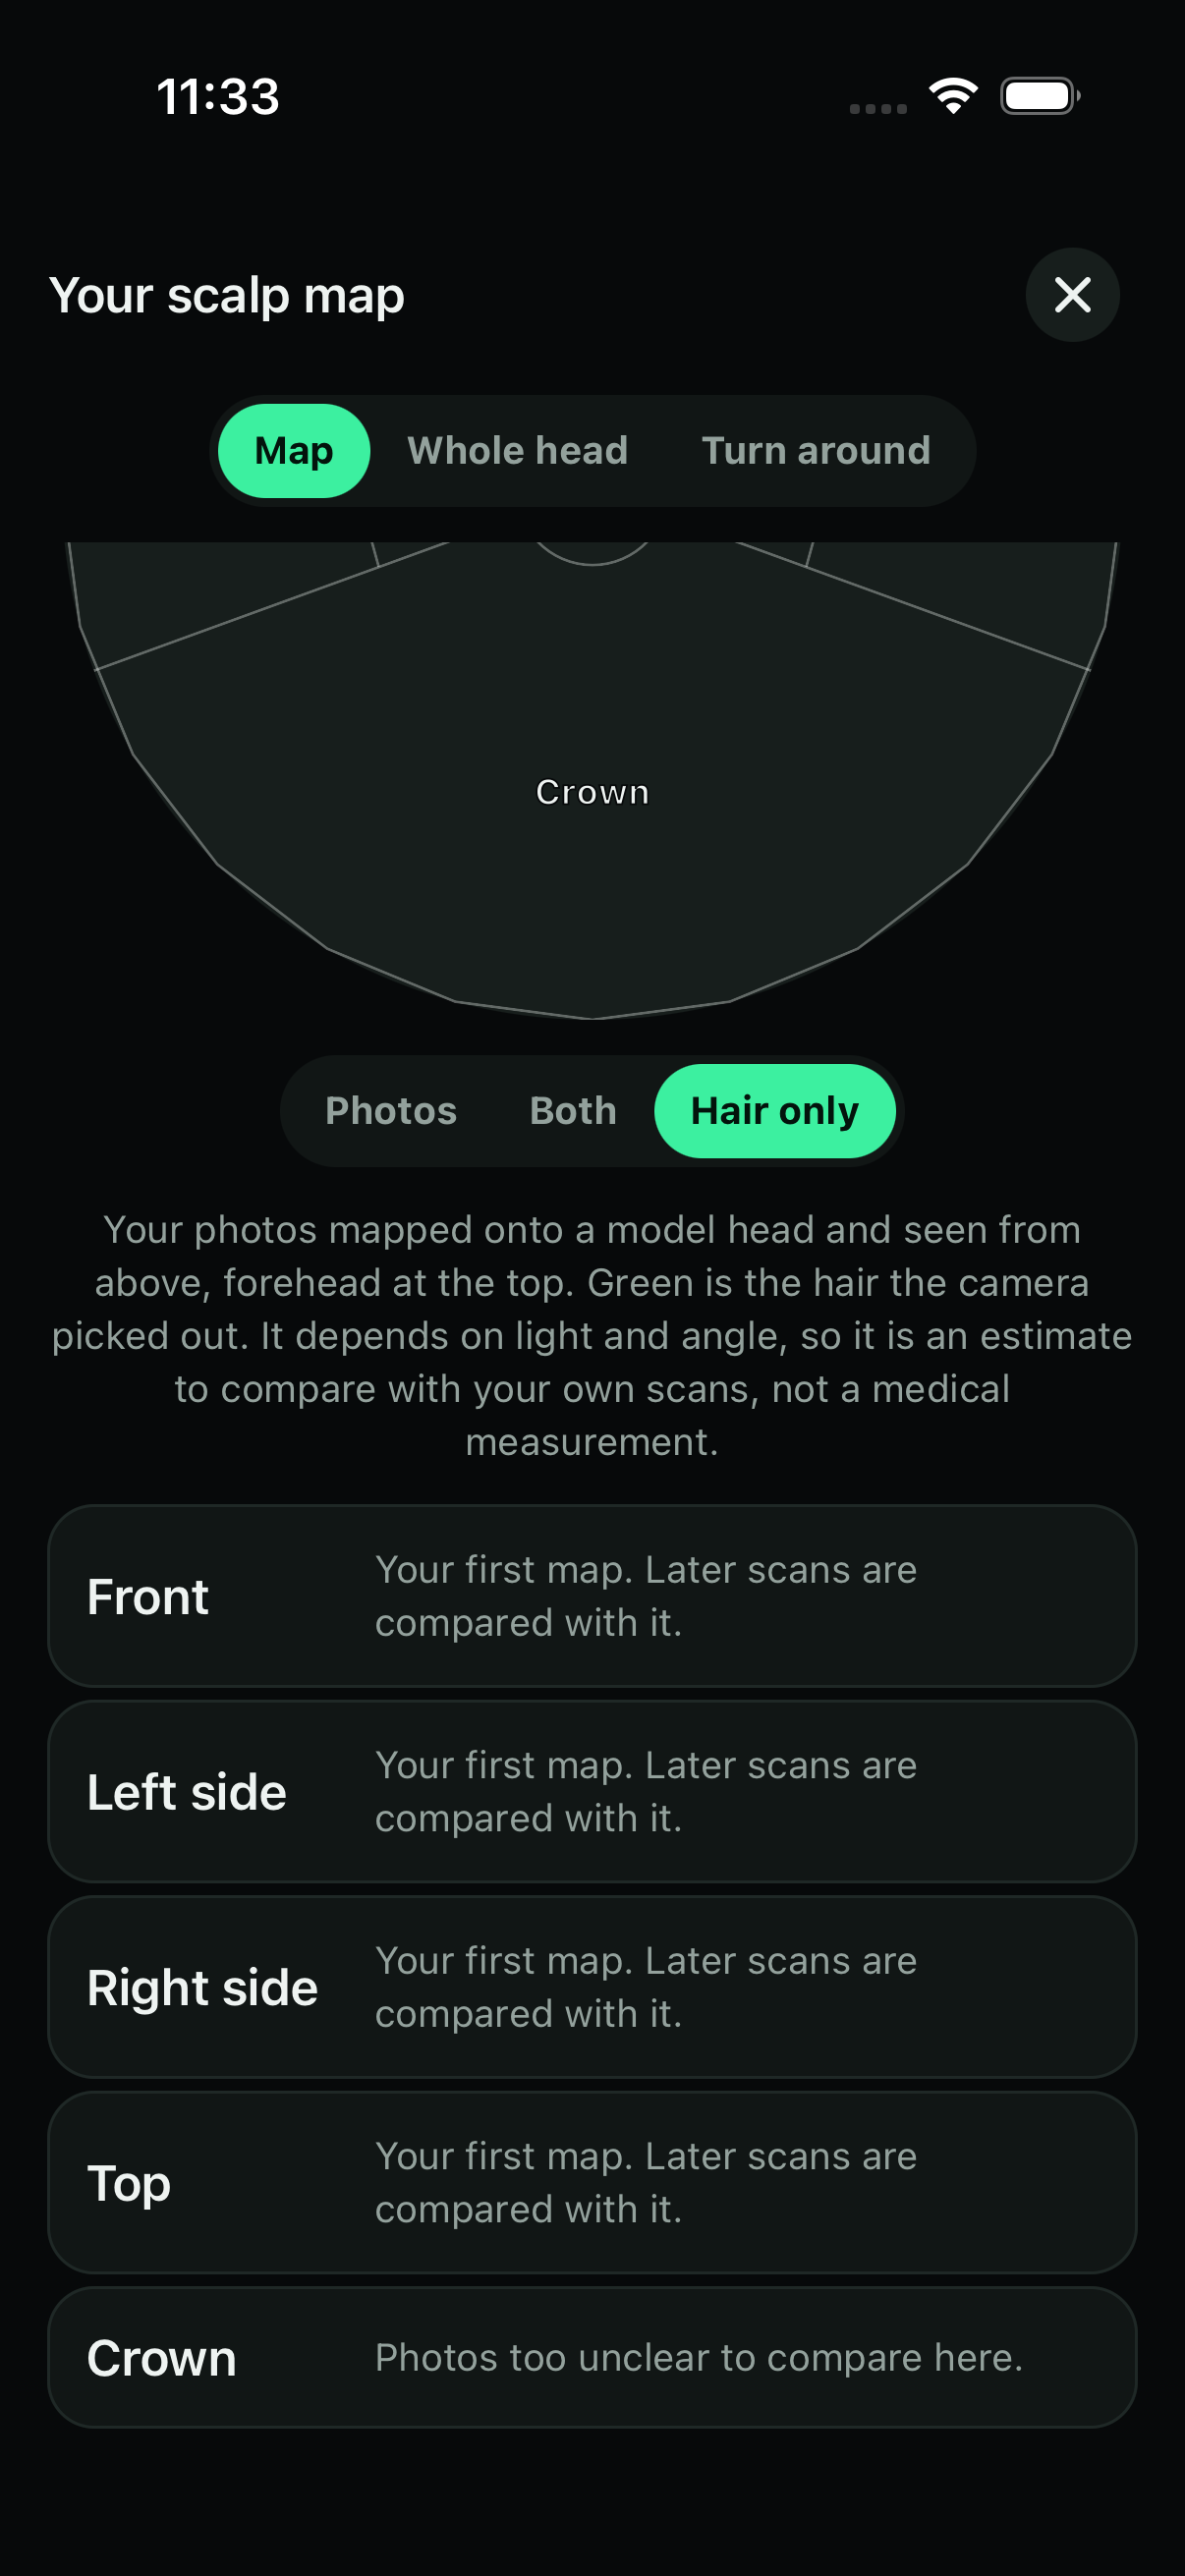 11:33
Your scalp map
Map Whole head Turn around
Crown
Photos Both Hair only
Your photos mapped onto a model head and seen from
above, forehead at the top. Green is the hair the camera
picked out. It depends on light and angle, so it is an estimate
to compare with your own scans, not a medical
measurement.
Front
Your first map. Later scans are
compared with it.
Left side
Your first map. Later scans are
compared with it.
Right side
Your first map. Later scans are
compared with it.
Top
Your first map. Later scans are
compared with it.
Crown
Photos too unclear to compare here.